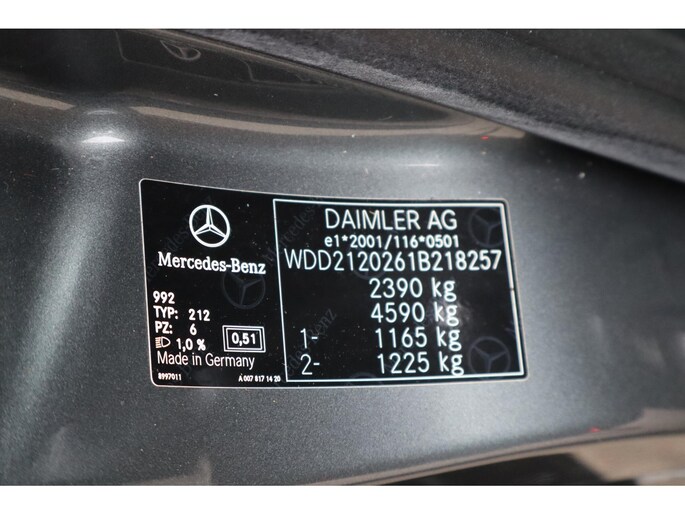 Mercedes-Benz
992
TYP: 212
PZ: 6
1,0 %
0,51
Made in Germany
8997011
A 007 817 14 20
DAIMLER AG
e1*2001/116*0501
WDD2120261B218257
2390 kg
4590 kg
1- 1165 kg
2- 1225 kg